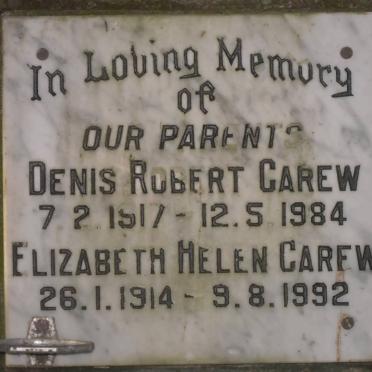 In Loving Memory
of
OUR PARENTS
DENIS ROBERT CAREW
7.2.1917 - 12.5.1984
ELIZABETH HELEN CAREW
26.1.1914 - 9.8.1992